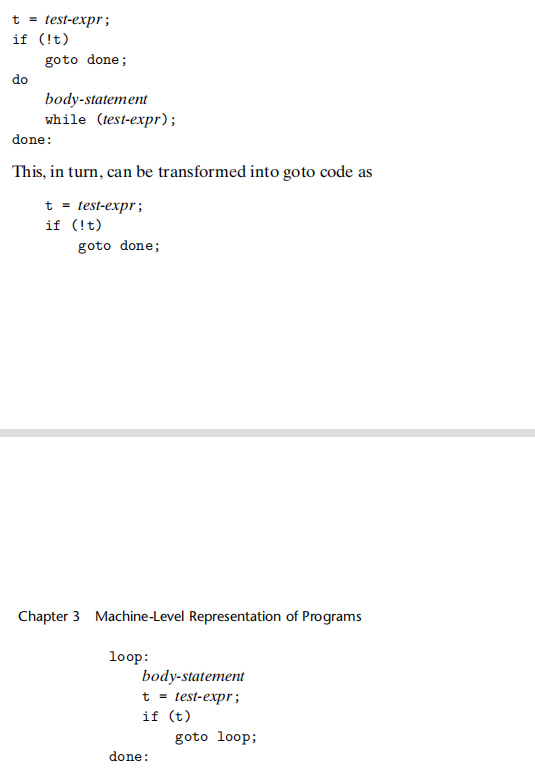 t = test-expr;
if (!t)
goto done;
do
body-statement
while (test-expr);
done:
This, in turn, can be transformed into goto code as
t = test-expr;
if (!t)
goto done;
Chapter 3 Machine-Level Representation of Programs
loop:
body-statement
t = test-expr;
if (t)
goto loop;
done: